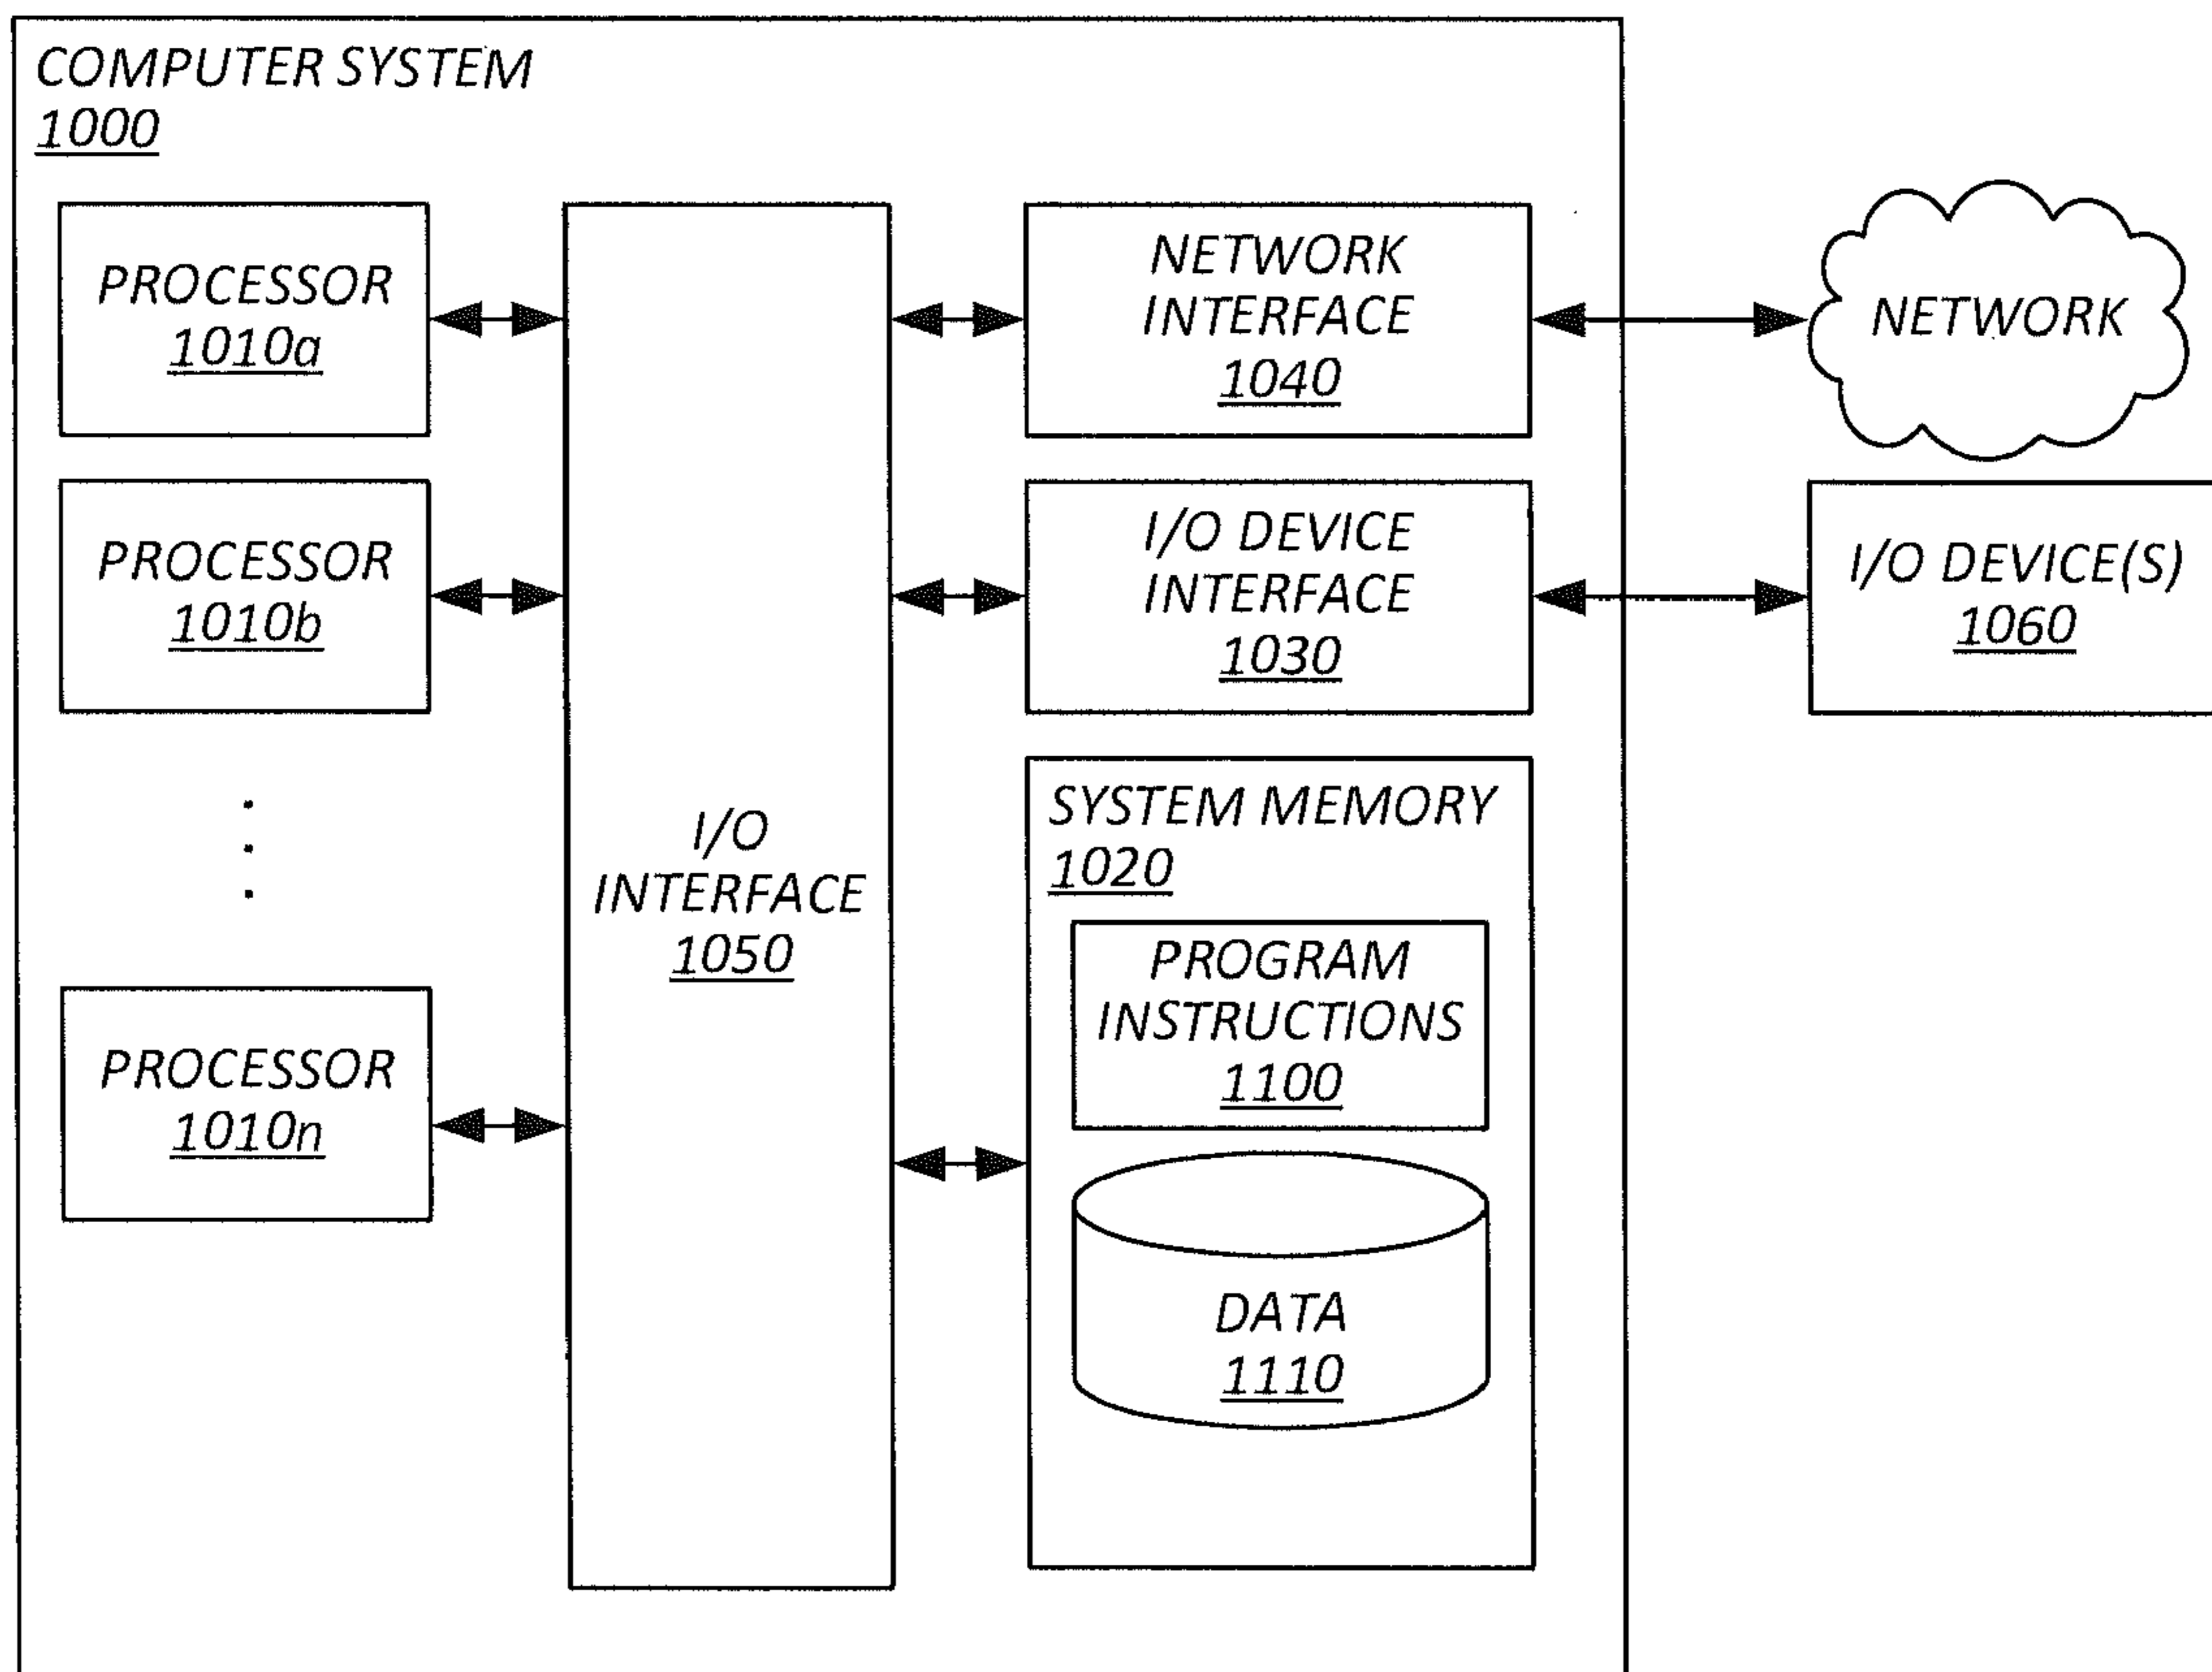 COMPUTER SYSTEM
1000
PROCESSOR
1010a
PROCESSOR
1010b
PROCESSOR
1010n
I/O
INTERFACE
1050
NETWORK
INTERFACE
1040
I/O DEVICE
INTERFACE
1030
SYSTEM MEMORY
1020
PROGRAM
INSTRUCTIONS
1100
DATA
1110
NETWORK
I/O DEVICE(S)
1060